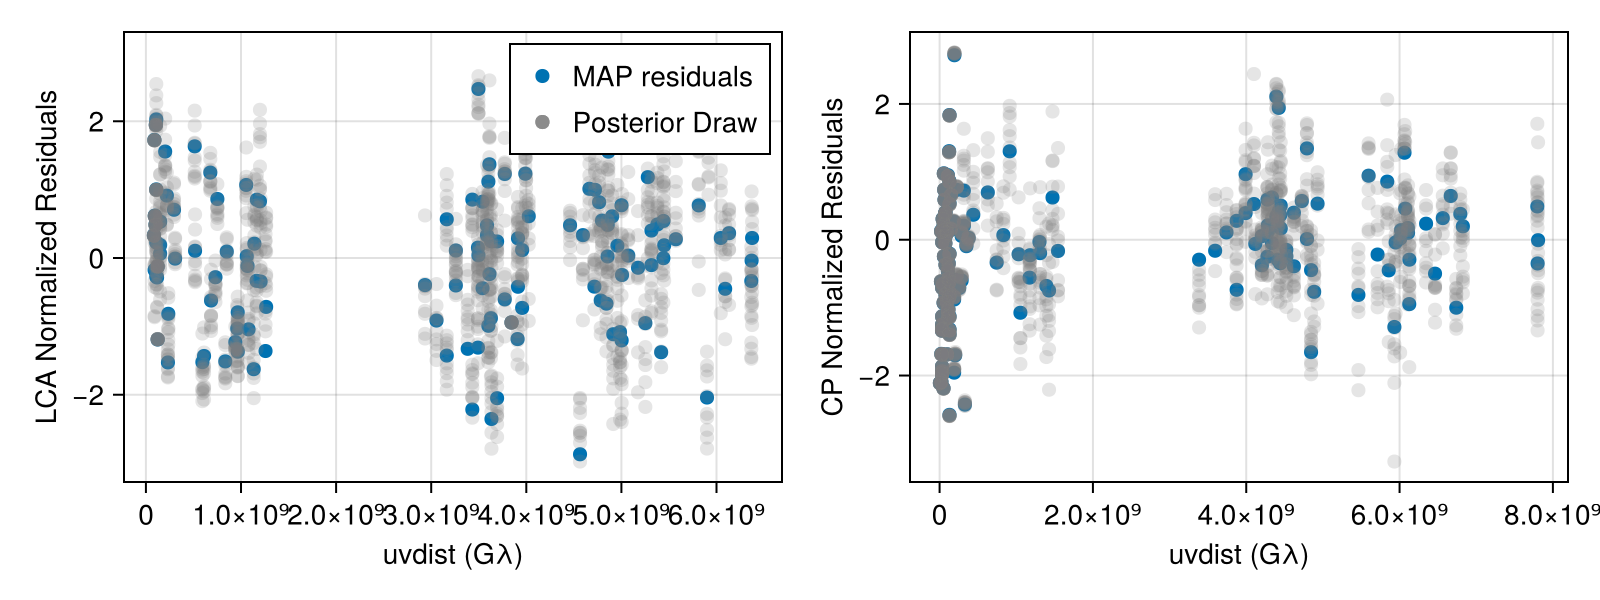 LCA Normalized Residuals
2
0
−2
MAP residuals
Posterior Draw
0 1.0×10⁹ 2.0×10⁹ 3.0×10⁹ 4.0×10⁹ 5.0×10⁹ 6.0×10⁹
uvdist (Gλ)
CP Normalized Residuals
2
0
−2
0 2.0×10⁹ 4.0×10⁹ 6.0×10⁹ 8.0×10⁹
uvdist (Gλ)